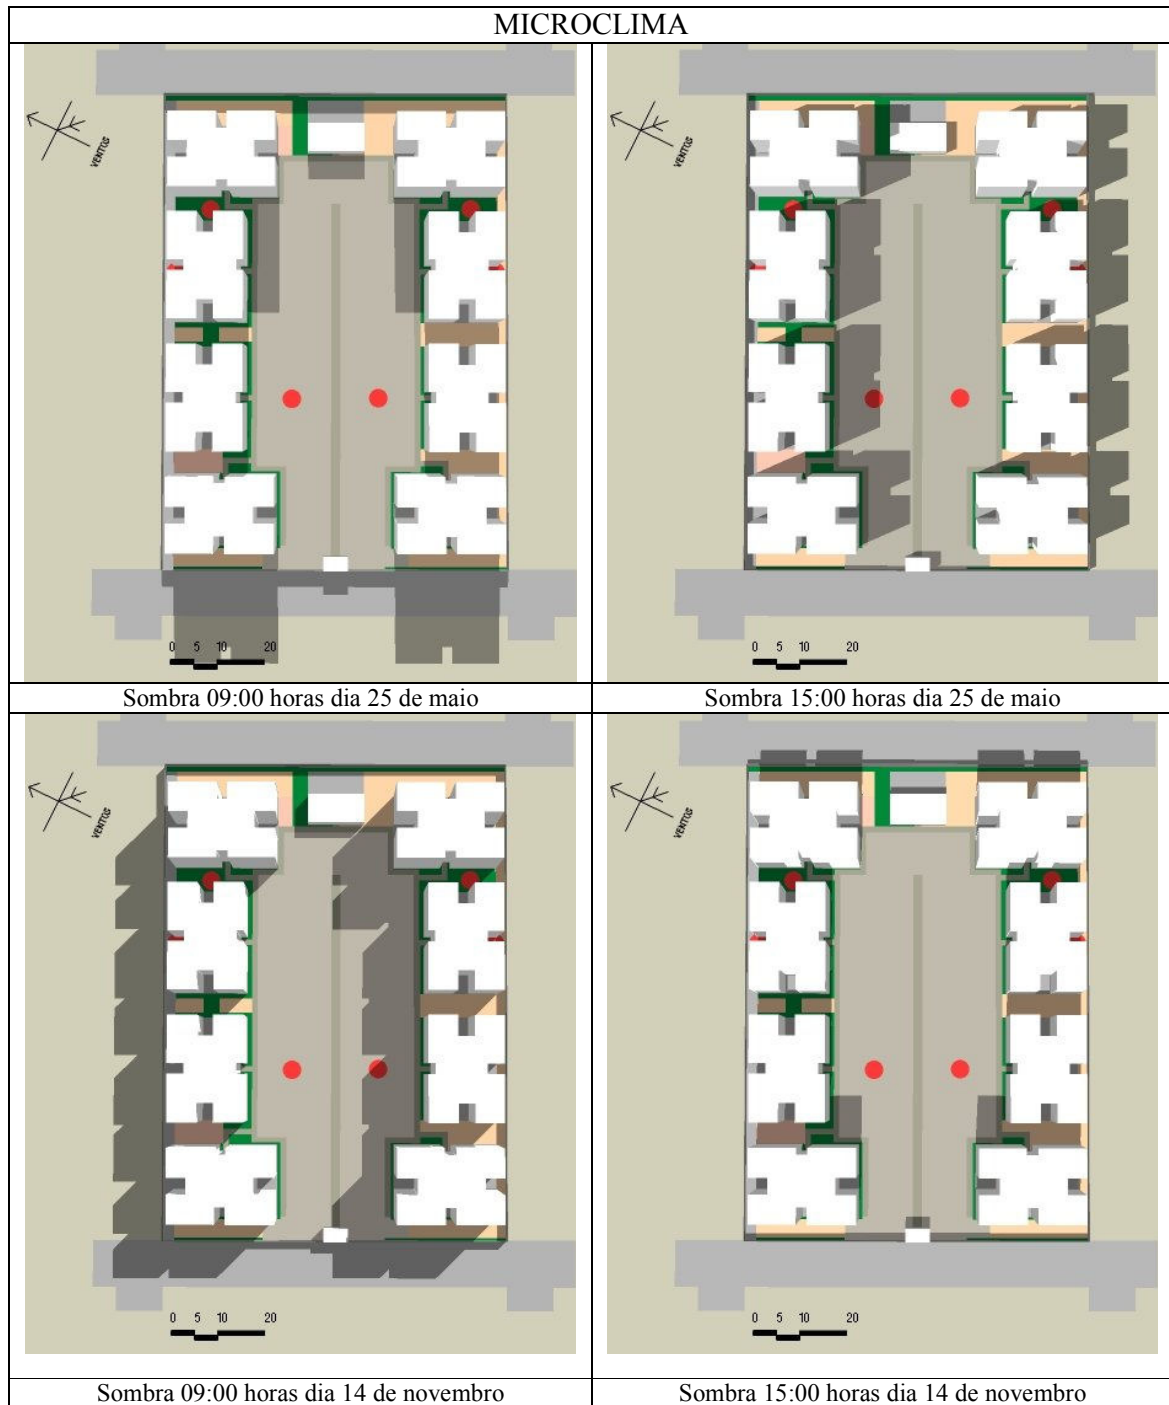 MICROCLIMA
VENTOS
0 5 10 20
VENTOS
0 5 10 20
Sombra 09:00 horas dia 25 de maio
Sombra 15:00 horas dia 25 de maio
VENTOS
0 5 10 20
VENTOS
0 5 10 20
Sombra 09:00 horas dia 14 de novembro
Sombra 15:00 horas dia 14 de novembro